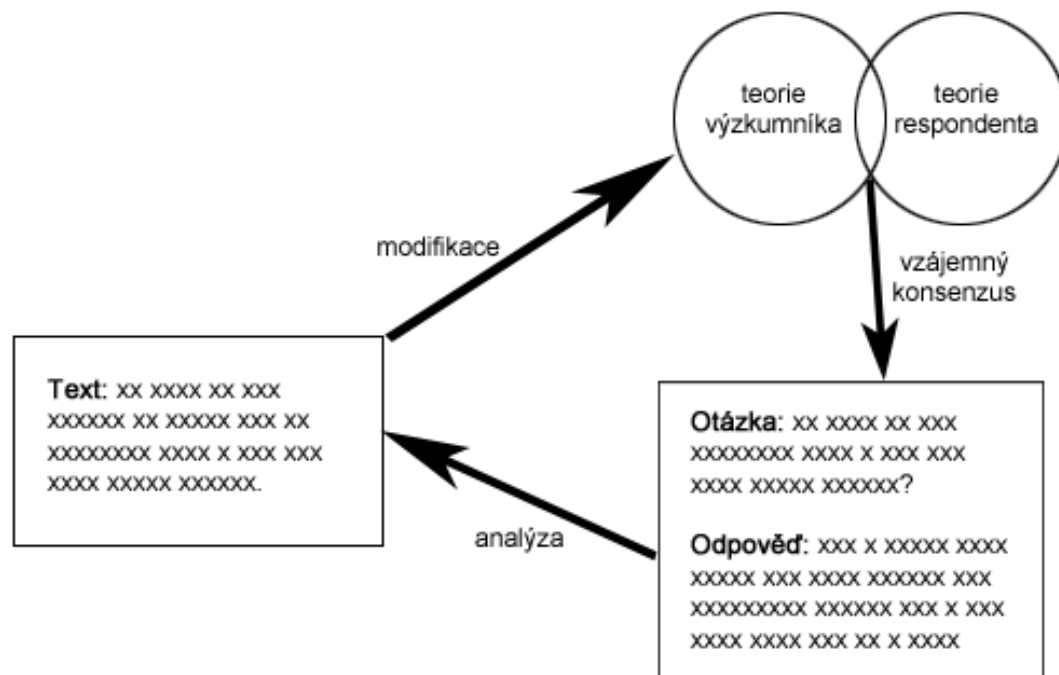 teorie
výzkumníka
teorie
respondenta
modifikace
vzájemný
konsenzus
Text: xx xxxx xx xxx
xxxxxx xx xxxxx xxx xx
xxxxxxxx xxxx x xxx xxx
xxxx xxxxx xxxxxx.
Otázka: xx xxxx xx xxx
xxxxxxxx xxxx x xxx xxx
xxxx xxxxx xxxxxx?
analýza
Odpověď: xxx x xxxxx xxxx
xxxxx xxx xxxx xxxxxx xxx
xxxxxxxxx xxxxxx xxx x xxx
xxxx xxxx xxx xx x xxxx